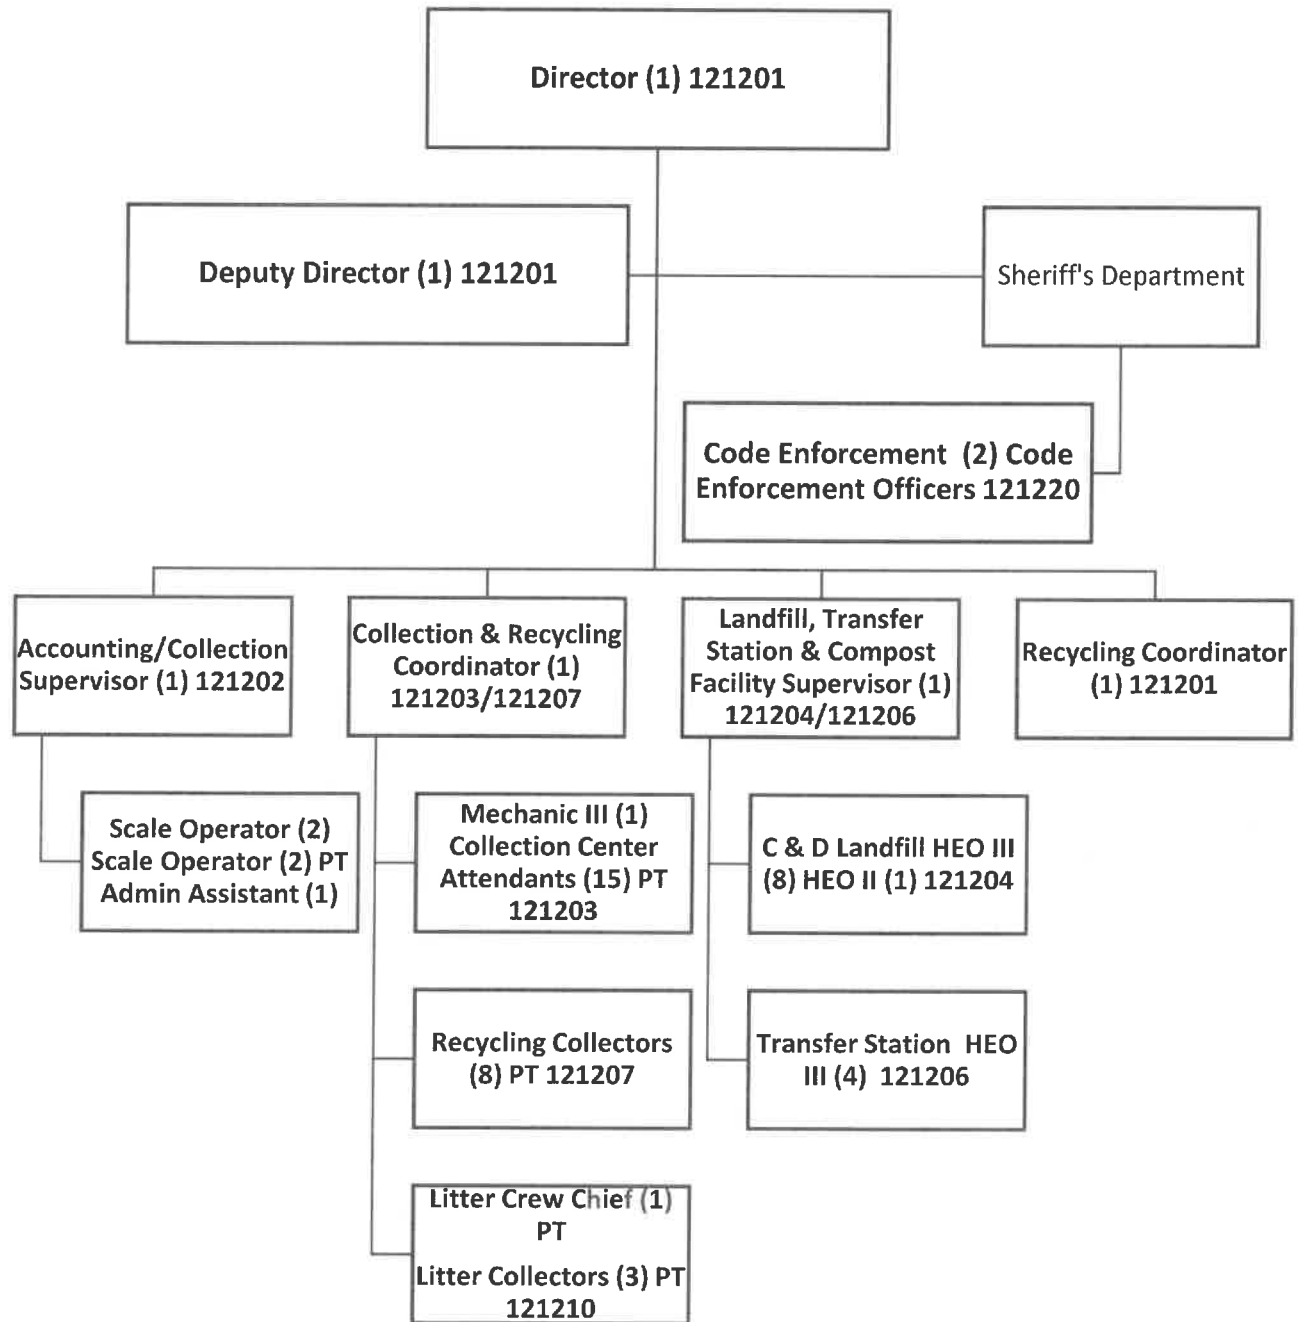 Director (1) 121201
Deputy Director (1) 121201
Sheriff's Department
Code Enforcement (2) Code
Enforcement Officers 121220
Accounting/Collection
Supervisor (1) 121202
Collection & Recycling
Coordinator (1)
121203/121207
Landfill, Transfer
Station & Compost
Facility Supervisor (1)
121204/121206
Recycling Coordinator
(1) 121201
Scale Operator (2)
Scale Operator (2) PT
Admin Assistant (1)
Mechanic III (1)
Collection Center
Attendants (15) PT
121203
C & D Landfill HEO III
(8) HEO II (1) 121204
Recycling Collectors
(8) PT 121207
Transfer Station HEO
III (4) 121206
Litter Crew Chief (1)
PT
Litter Collectors (3) PT
121210